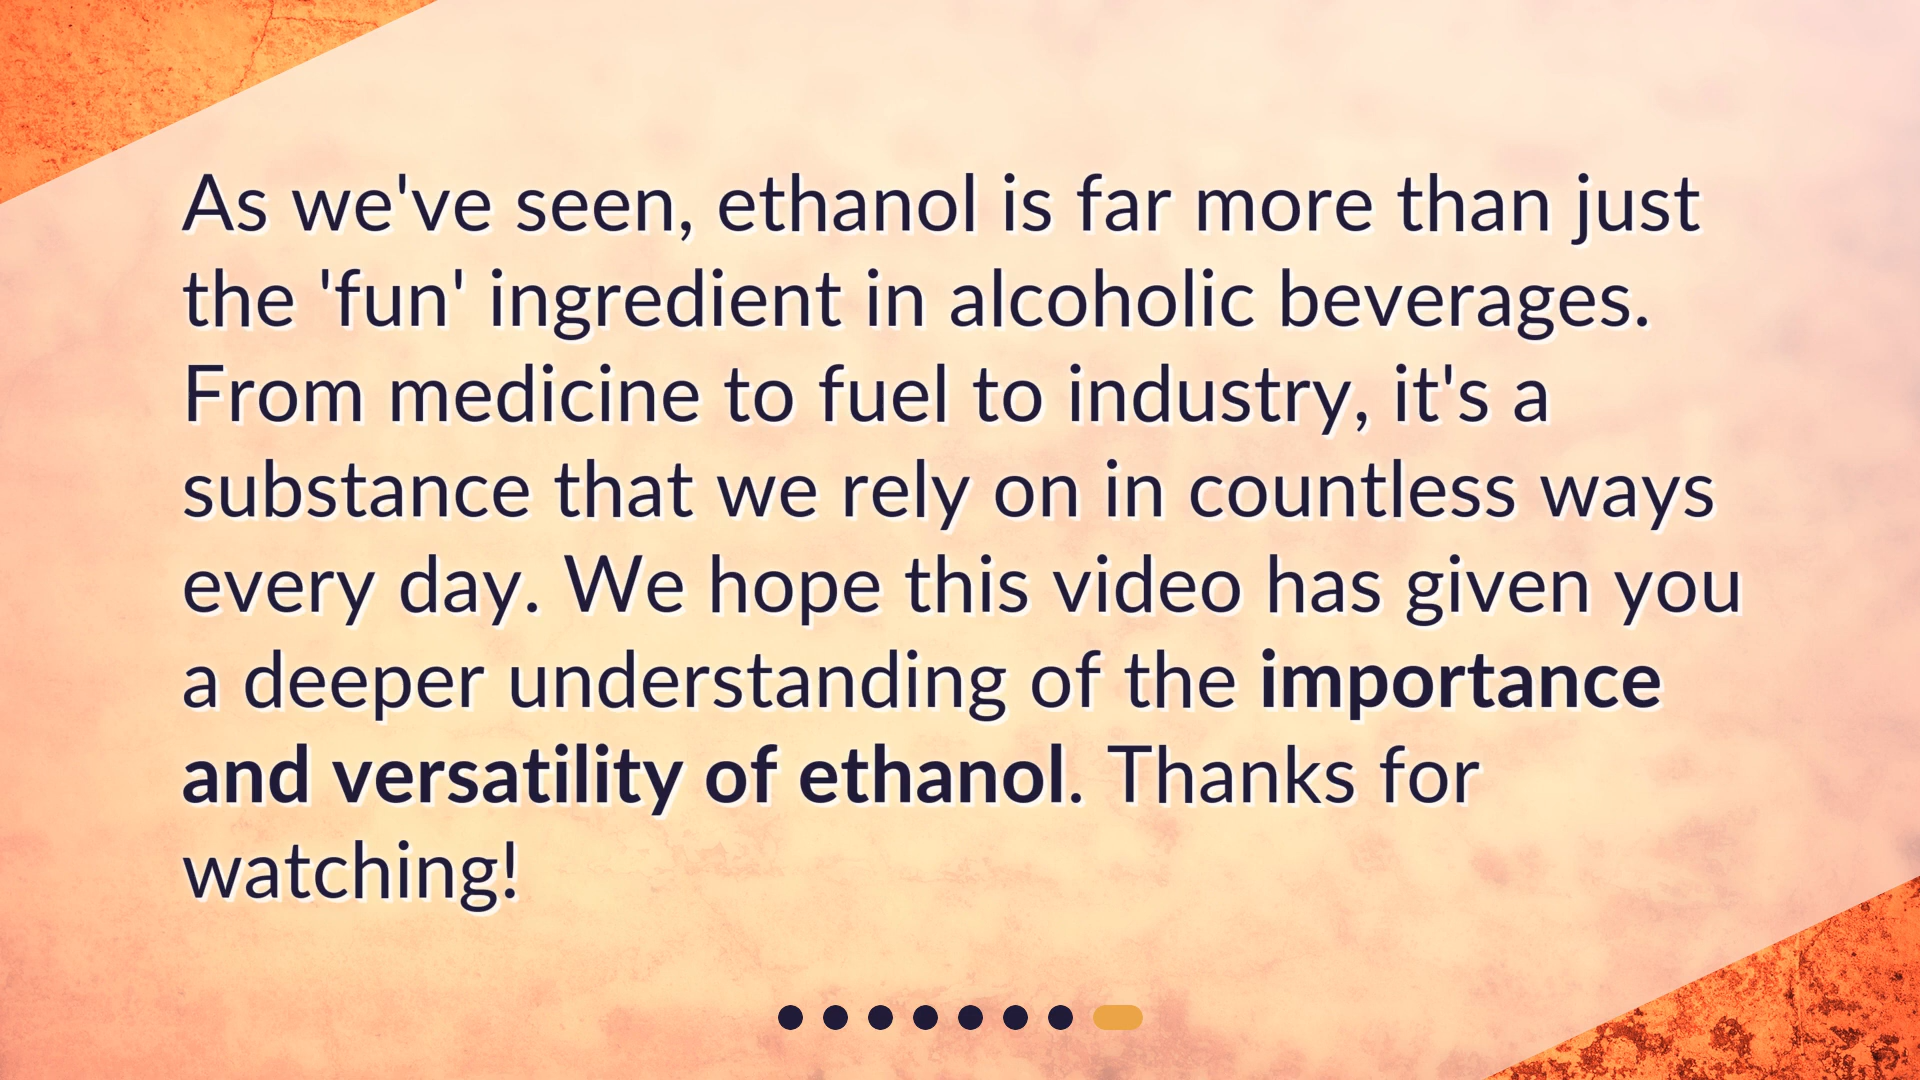 As we've seen, ethanol is far more than just
the 'fun' ingredient in alcoholic beverages.
From medicine to fuel to industry, it's a
substance that we rely on in countless ways
every day. We hope this video has given you
a deeper understanding of the importance
and versatility of ethanol. Thanks for
watching!